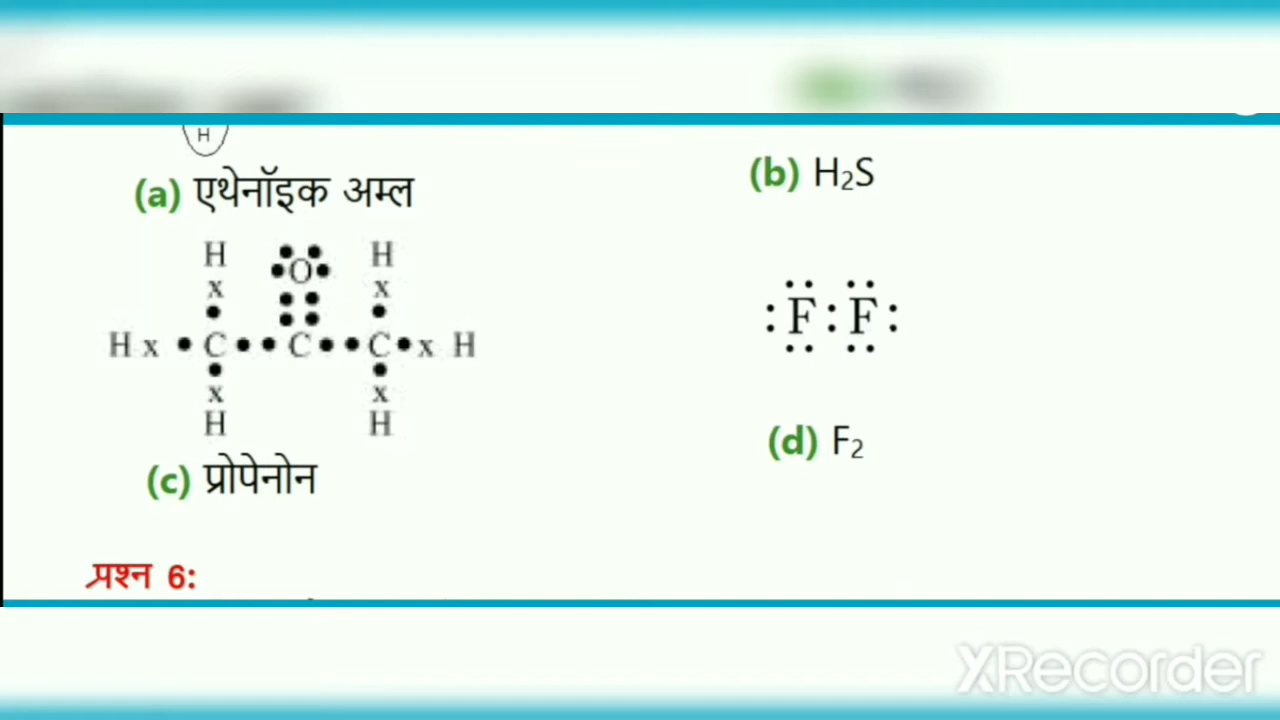 H
(a) एथेनॉइक अम्ल
(b) H₂S
H H
O
x x
H x C C C x H
x x
H H
:F:F:
(c) प्रोपेनोन
(d) F₂
प्रश्न 6:
XRecorder